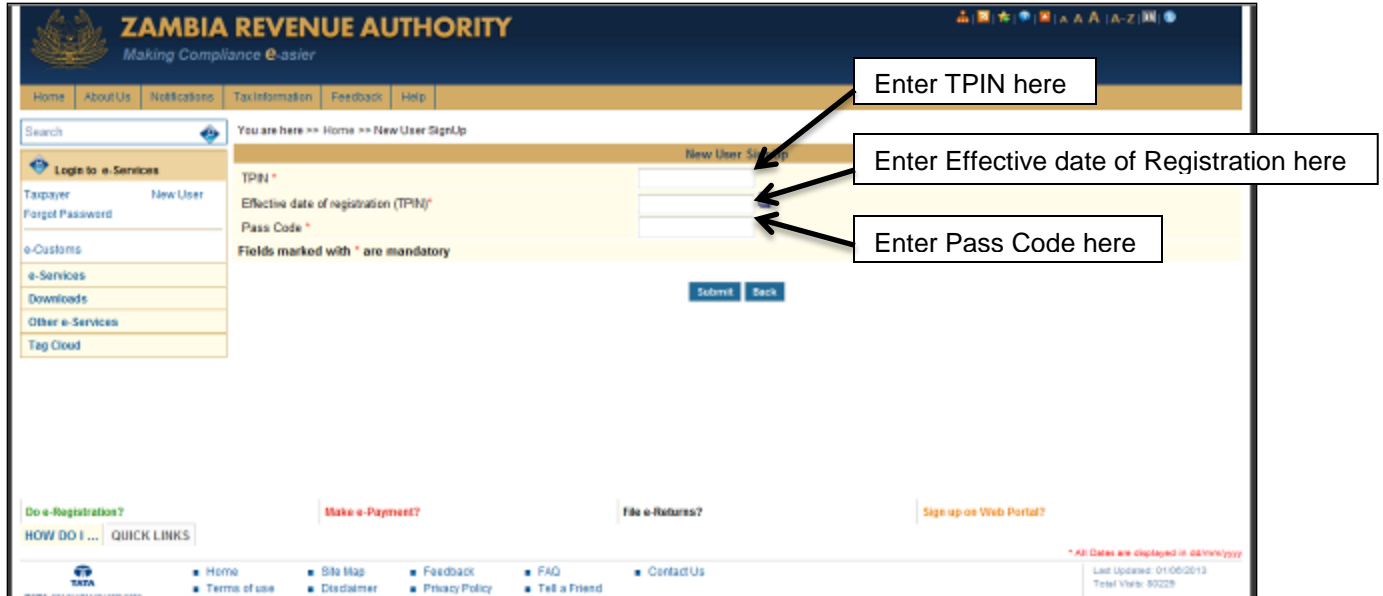 ZAMBIA REVENUE AUTHORITY
Making Compliance e-asier
A A A | A-Z
Home About Us Notifications Tax Information Feedback Help
Enter TPIN here
Search
You are here >> Home >> New User SignUp
New User SignUp
Enter Effective date of Registration here
Login to e-Services
TPIN *
Taxpayer New User
Effective date of registration (TPIN)*
Forgot Password
Pass Code *
Enter Pass Code here
e-Customs
Fields marked with * are mandatory
e-Services
Downloads
Submit Back
Other e-Services
Tag Cloud
Do e-Registration? Make e-Payment? File e-Returns? Sign up on Web Portal?
HOW DO I ... QUICK LINKS
* All Dates are displayed in dd/mm/yyyy
Home Site Map Feedback FAQ Contact Us
TATA
Terms of use Disclaimer Privacy Policy Tell a Friend
Last Updated: 01/06/2013
Total Visits: 80229